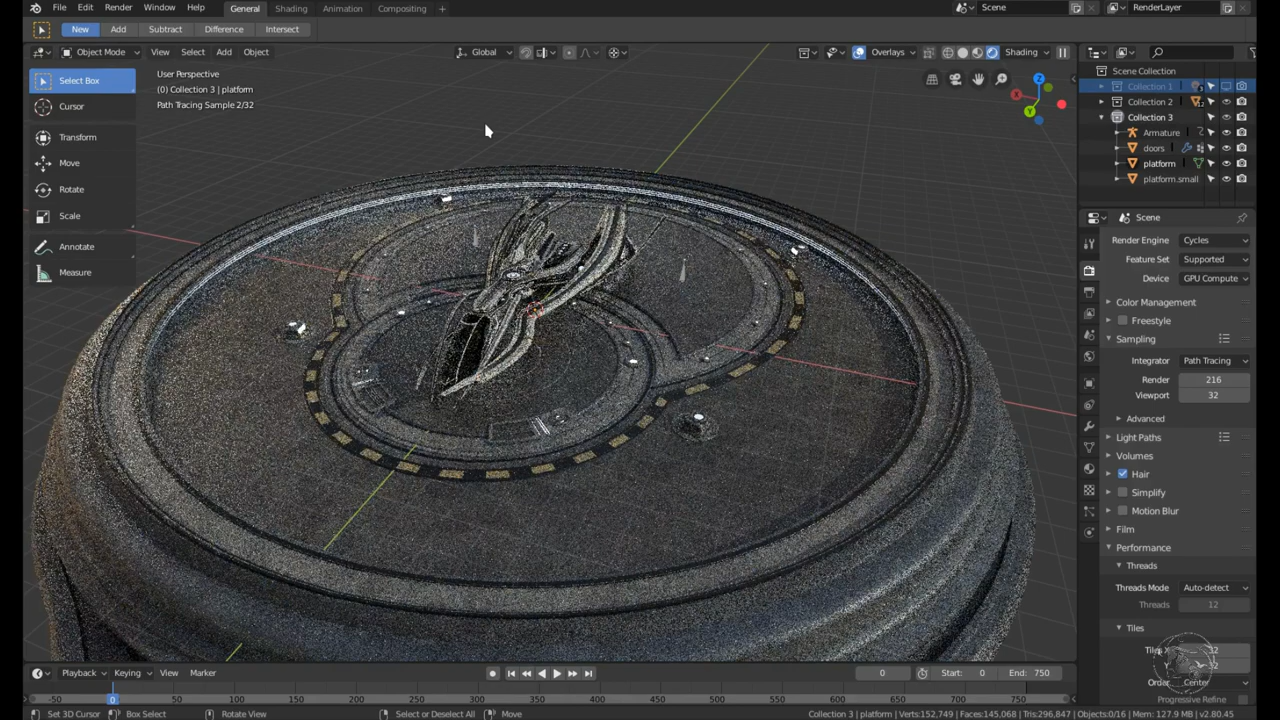 File Edit Render Window Help General Shading Animation Compositing + Scene RenderLayer
New Add Subtract Difference Intersect
Object Mode View Select Add Object Global Overlays Shading
Select Box
Cursor
Transform
Move
Rotate
Scale
Annotate
Measure
User Perspective
(0) Collection 3 | platform
Path Tracing Sample 2/32
X
Y
Z
Scene Collection
Collection 1
Collection 2
Collection 3
Armature
doors
platform
platform.small
Scene
Render Engine Cycles
Feature Set Supported
Device GPU Compute
Color Management
Freestyle
Sampling
Integrator Path Tracing
Render 216
Viewport 32
Advanced
Light Paths
Volumes
Hair
Simplify
Motion Blur
Film
Performance
Threads
Threads Mode Auto-detect
Threads 12
Tiles
Tiles X 32
Order Center
Progressive Refine
Playback Keying View Marker 0 Start: 0 End: 750
-50 0 50 100 150 200 250 300 350 400 450 500 550 600 650 700 750
Set 3D Cursor Box Select Rotate View Select or Deselect All Move Collection 3 | platform | Verts:152,749 | Faces:145,068 | Tris:296,847 | Objects:0/16 | Mem: 127.9 MB | v2.80.45